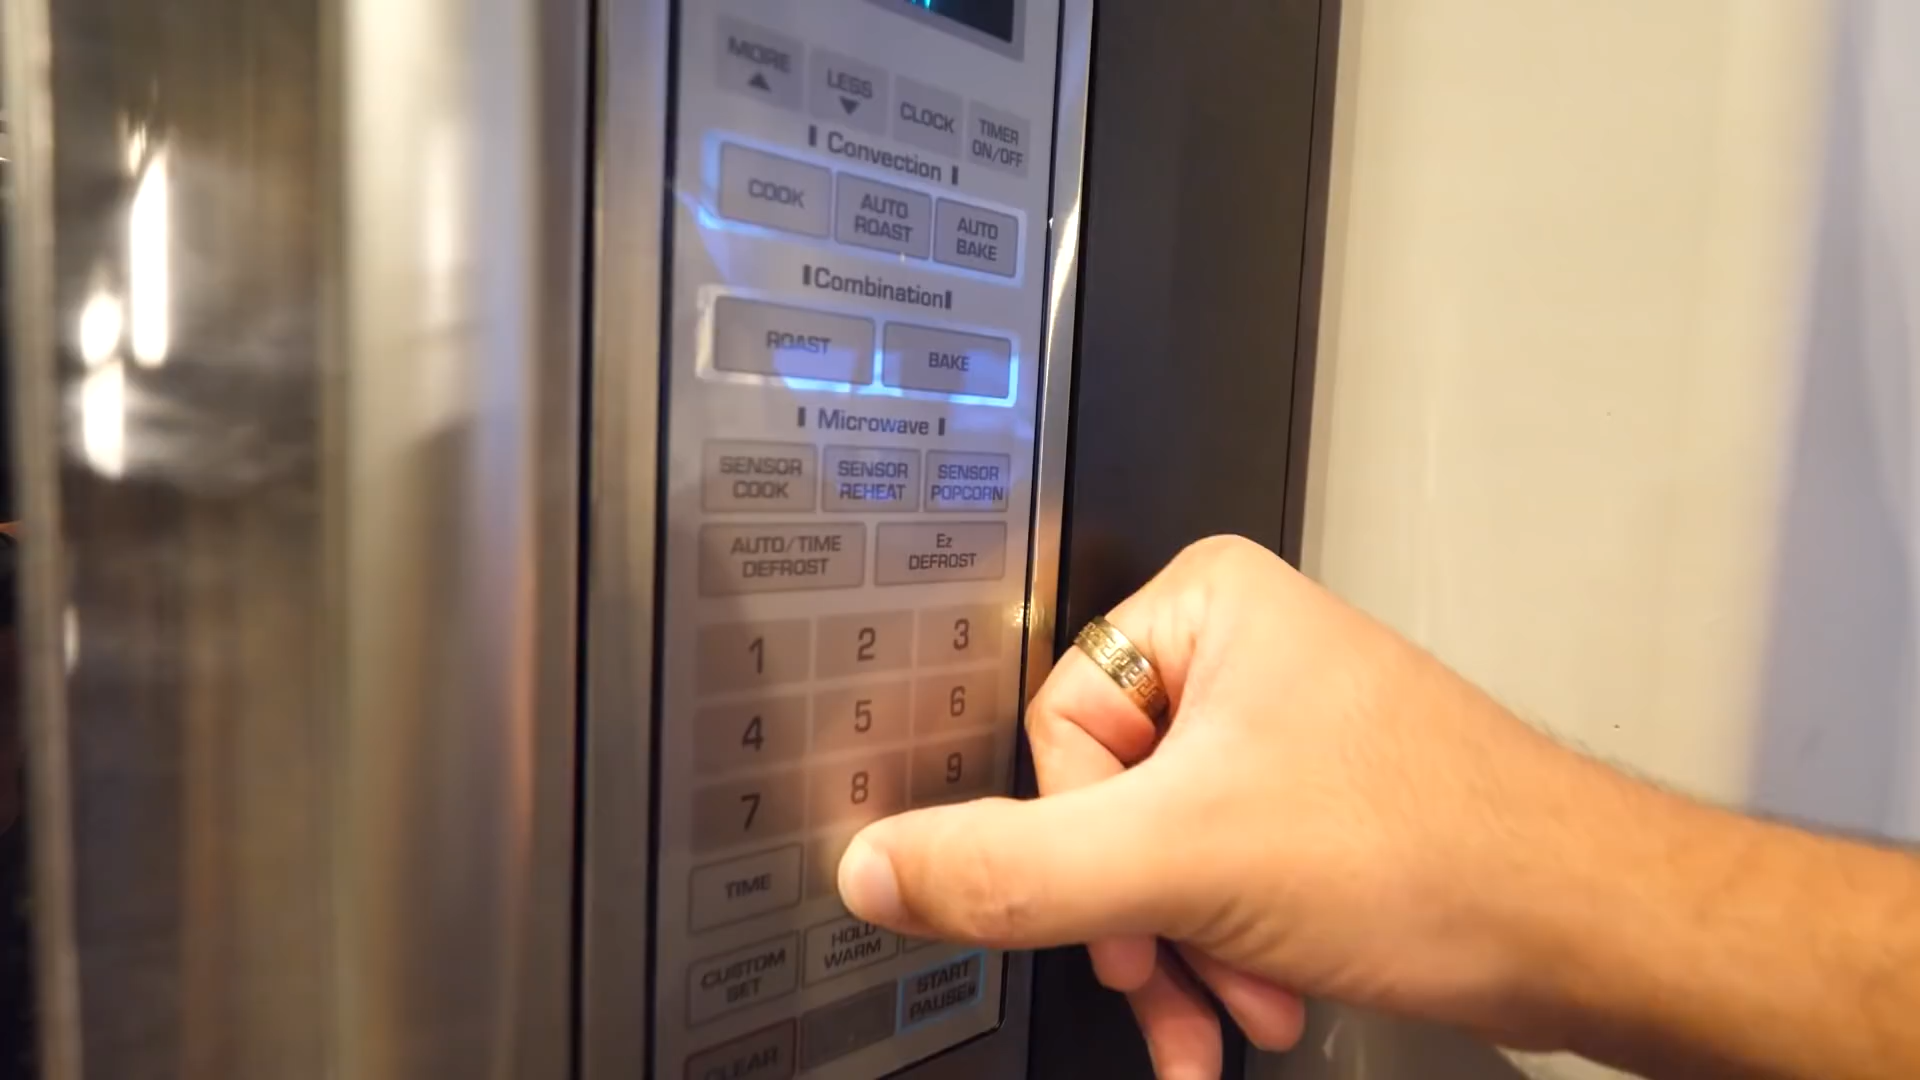 MORE
LESS
CLOCK
TIMER
ON/OFF
Convection
COOK
AUTO
ROAST
AUTO
BAKE
Combination
ROAST
BAKE
Microwave
SENSOR
COOK
SENSOR
REHEAT
SENSOR
POPCORN
AUTO/TIME
DEFROST
Ez
DEFROST
1
2
3
4
5
6
7
8
9
TIME
CUSTOM
SET
HOLD
WARM
START
PAUSE
CLEAR